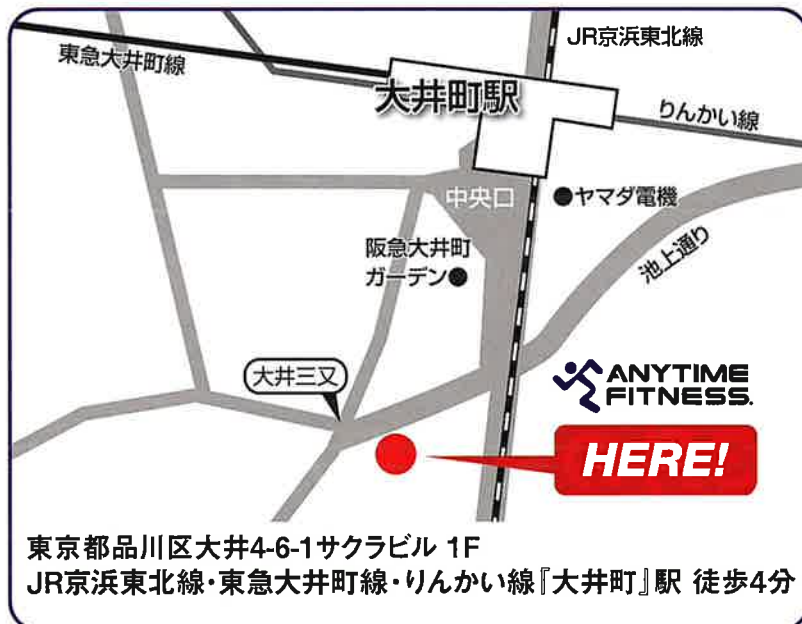 JR京浜東北線
東急大井町線
大井町駅
りんかい線
中央口
ヤマダ電機
阪急大井町
ガーデン
池上通り
大井三又
ANYTIME
FITNESS.
HERE!
東京都品川区大井4-6-1サクラビル 1F
JR京浜東北線・東急大井町線・りんかい線『大井町』駅 徒歩4分